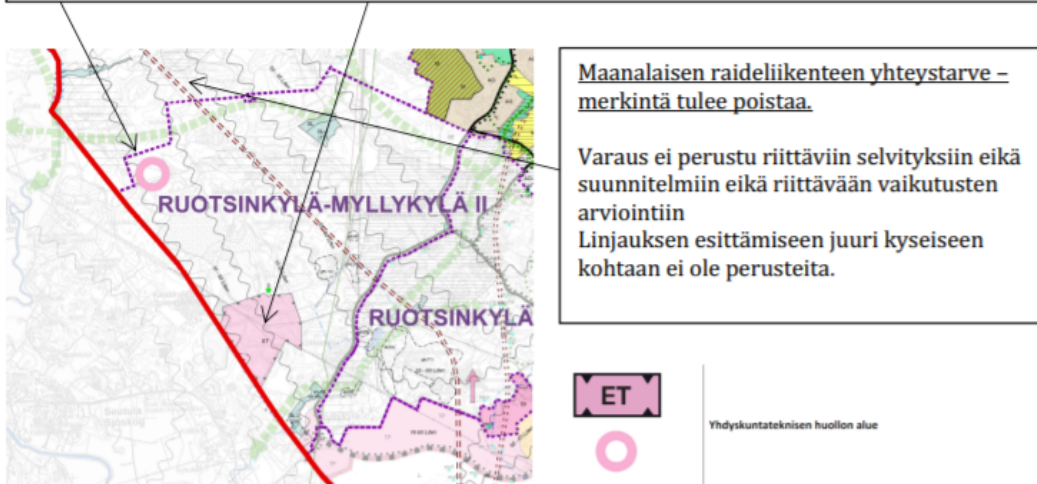 Maanalaisen raideliikenteen yhteystarve –
merkintä tulee poistaa.
Varaus ei perustu riittäviin selvityksiin eikä
suunnitelmiin eikä riittävään vaikutusten
arviointiin
Linjauksen esittämiseen juuri kyseiseen
kohtaan ei ole perusteita.
RUOTSINKYLÄ-MYLLYKYLÄ II
RUOTSINKYLÄ
ET
ET
Yhdyskuntateknisen huollon alue